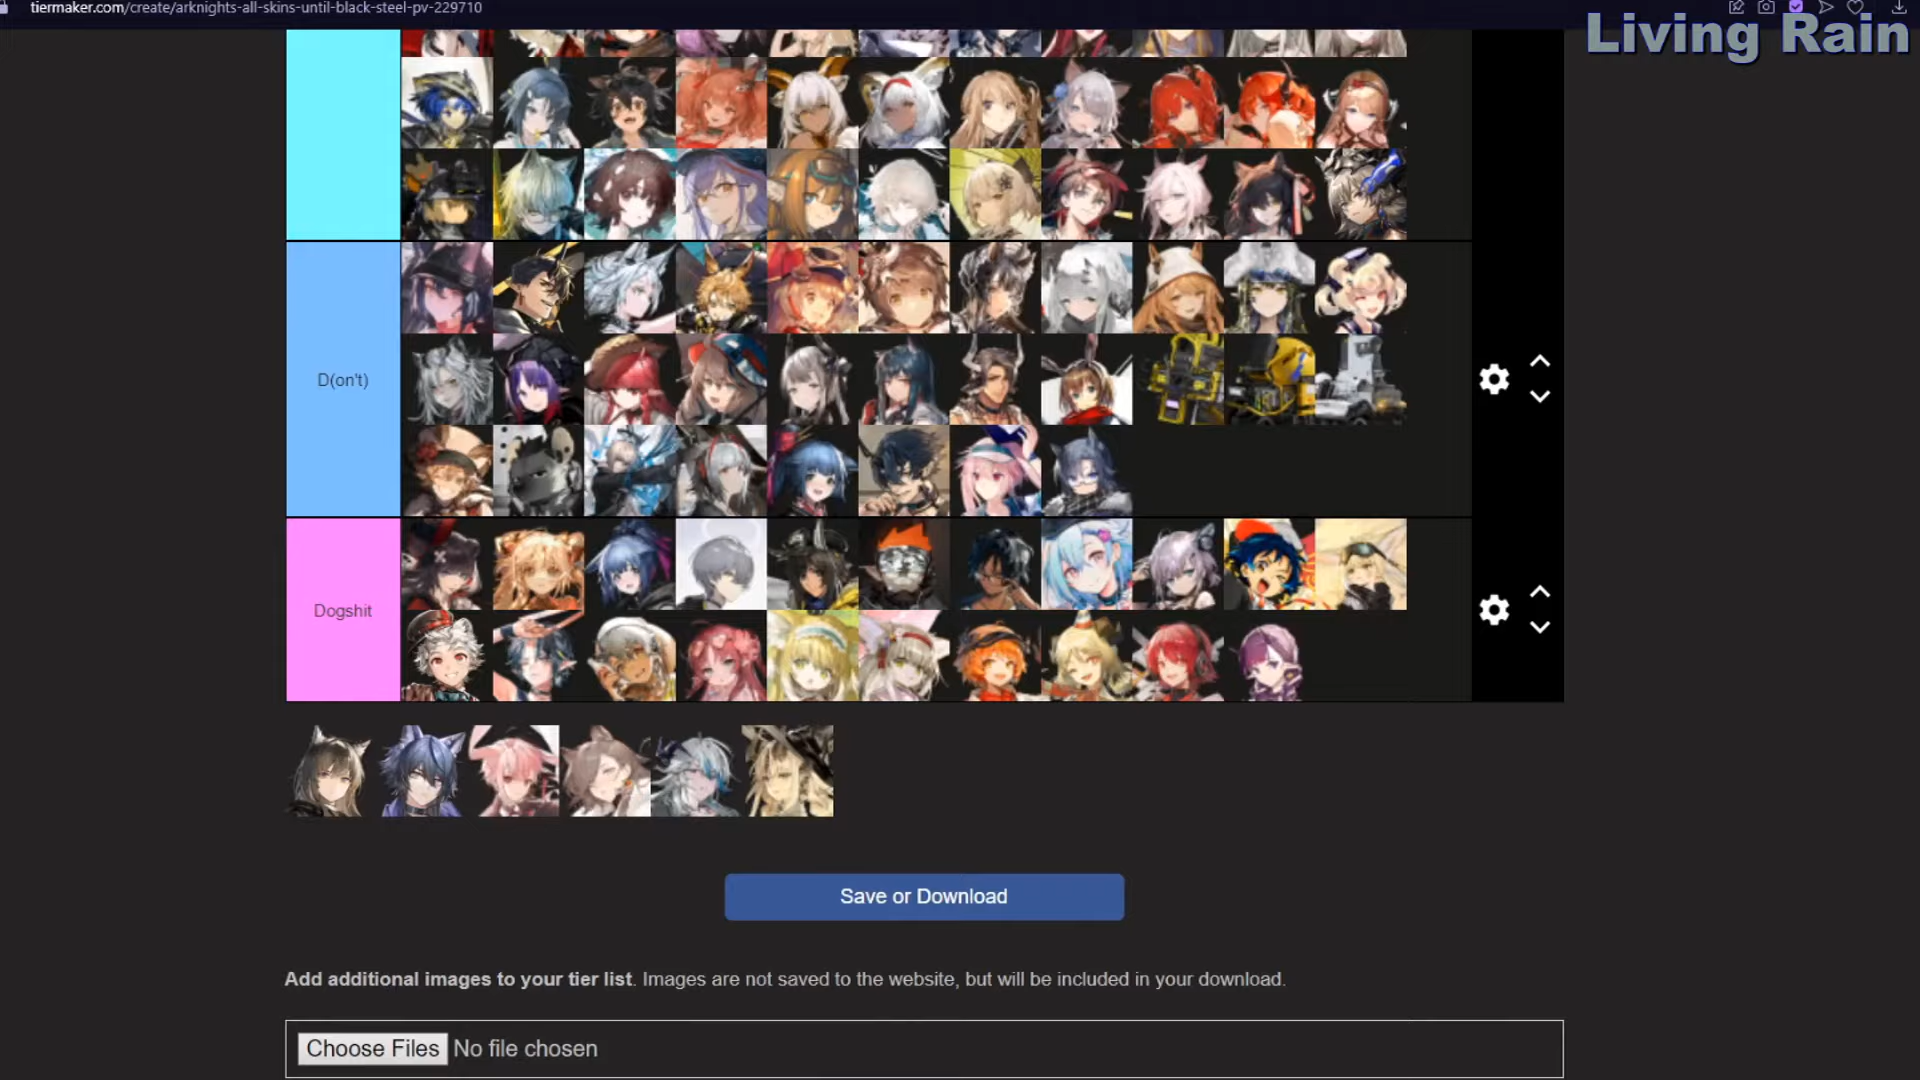 tiermaker.com/create/arknights-all-skins-until-black-steel-pv-229710
Living Rain
D(on't)
Dogshit
Save or Download
Add additional images to your tier list. Images are not saved to the website, but will be included in your download.
Choose Files No file chosen